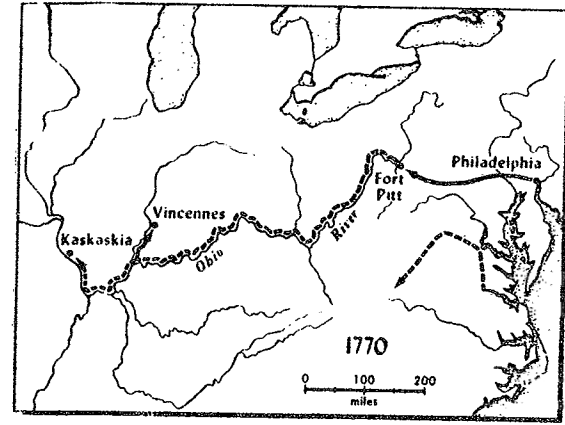 Philadelphia
Fort
Pitt
Vincennes
River
Kaskaskia
Ohio
1770
0 100 200
miles